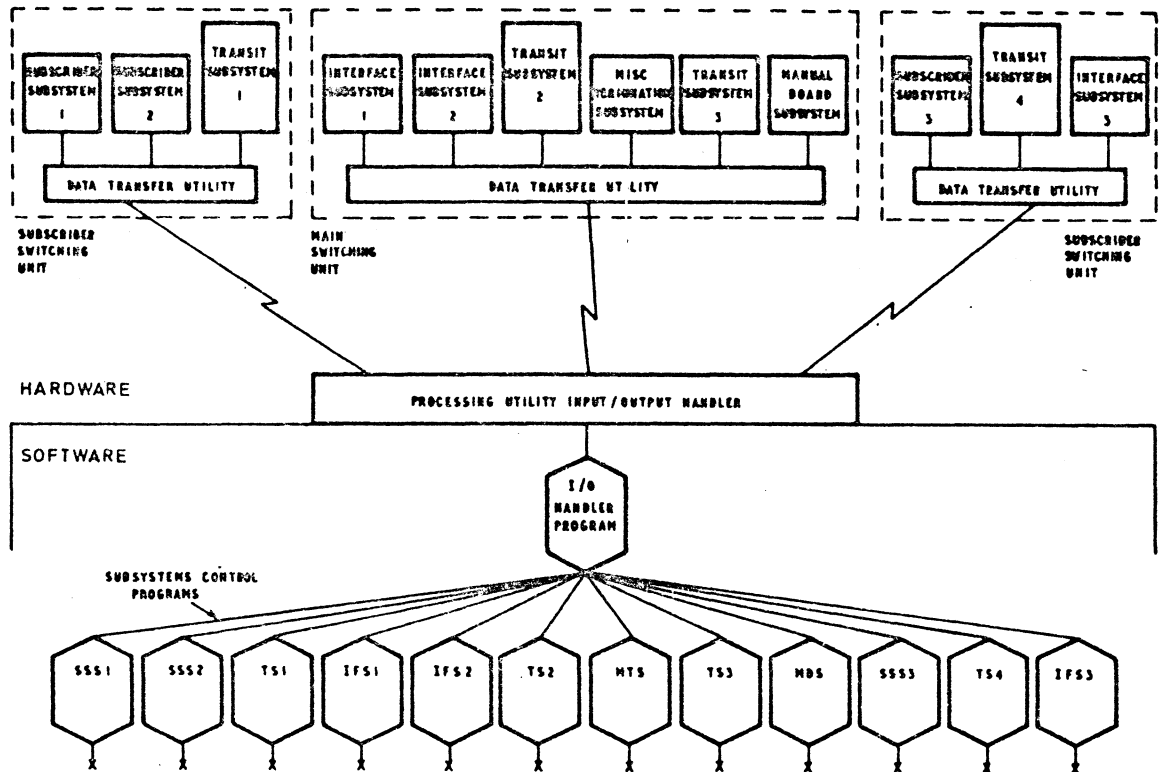 SUBSCRIBER
SUBSYSTEM
1
SUBSCRIBER
SUBSYSTEM
2
TRANSIT
SUBSYSTEM
1
DATA TRANSFER UTILITY
SUBSCRIBER
SWITCHING
UNIT
INTERFACE
SUBSYSTEM
1
INTERFACE
SUBSYSTEM
2
TRANSIT
SUBSYSTEM
2
MISC
TERMINATION
SUBSYSTEM
TRANSIT
SUBSYSTEM
3
MANUAL
BOARD
SUBSYSTEM
DATA TRANSFER UTILITY
MAIN
SWITCHING
UNIT
SUBSCRIBER
SUBSYSTEM
3
TRANSIT
SUBSYSTEM
4
INTERFACE
SUBSYSTEM
3
DATA TRANSFER UTILITY
SUBSCRIBER
SWITCHING
UNIT
HARDWARE
PROCESSING UTILITY INPUT/OUTPUT HANDLER
SOFTWARE
I/O
HANDLER
PROGRAM
SUBSYSTEMS CONTROL
PROGRAMS
SSS1
SSS2
TS1
IFS1
IFS2
TS2
MTS
TS3
MBS
SSS3
TS4
IFS3
X X X X X X X X X X X X